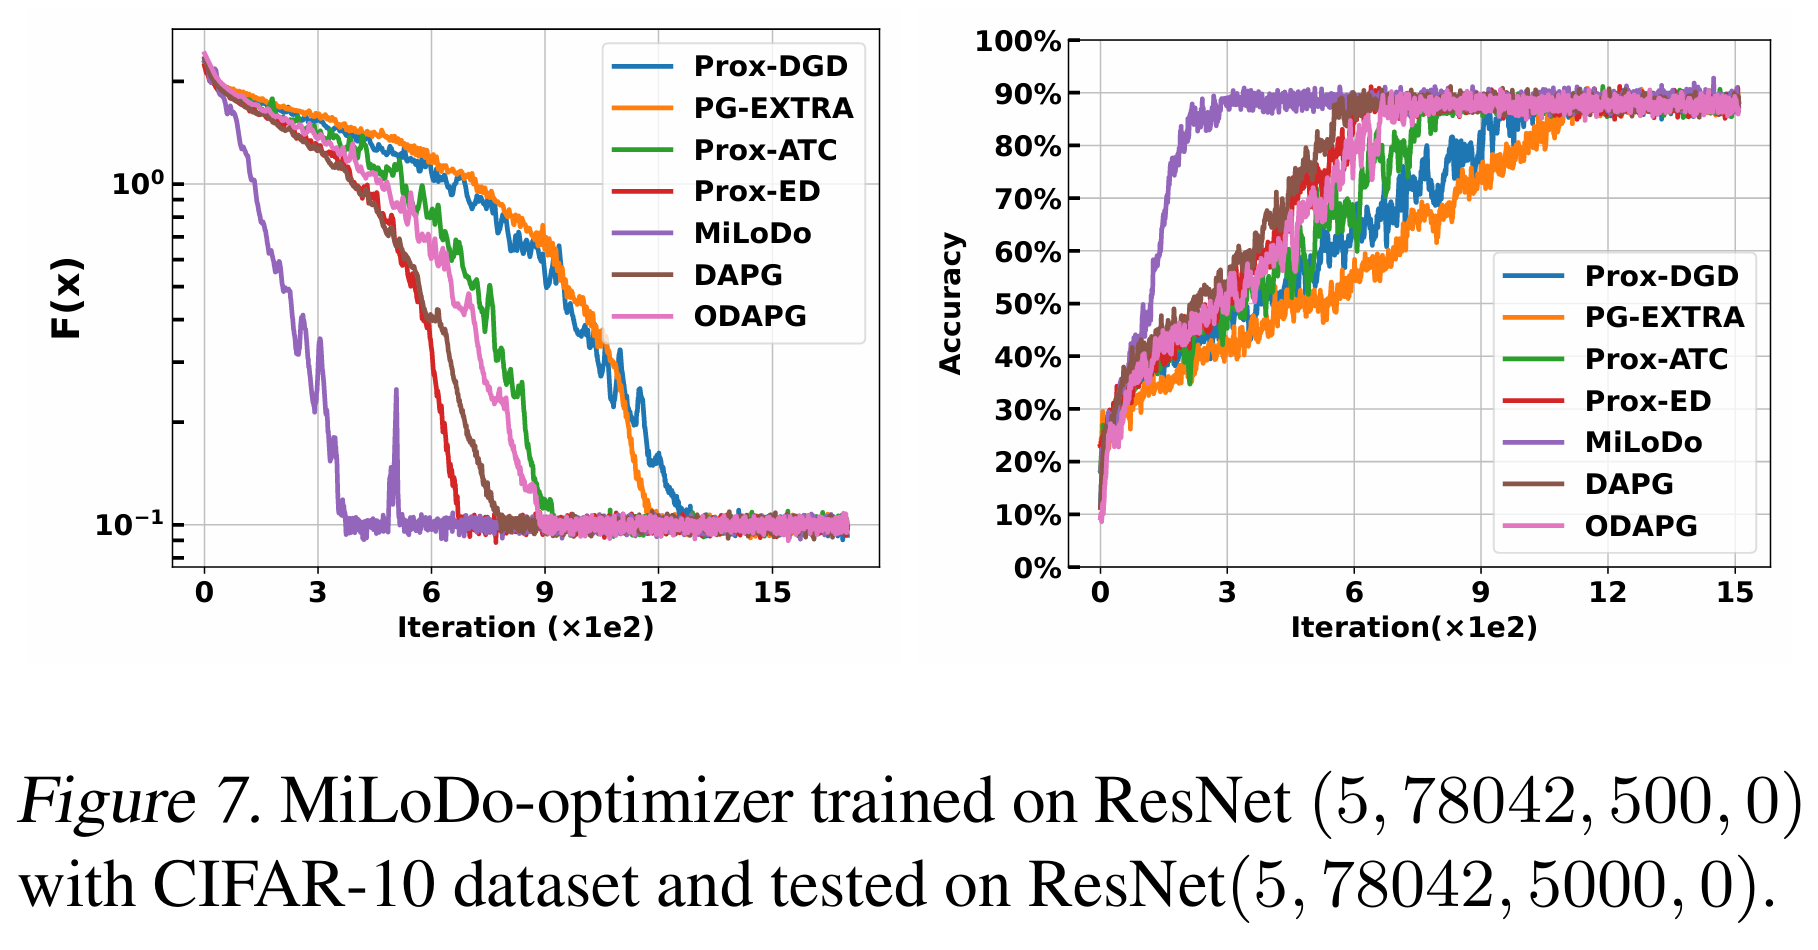 F(x)
10⁰
10⁻¹
0 3 6 9 12 15
Iteration (×1e2)
Prox-DGD
PG-EXTRA
Prox-ATC
Prox-ED
MiLoDo
DAPG
ODAPG
Accuracy
100%
90%
80%
70%
60%
50%
40%
30%
20%
10%
0%
0 3 6 9 12 15
Iteration(×1e2)
Prox-DGD
PG-EXTRA
Prox-ATC
Prox-ED
MiLoDo
DAPG
ODAPG
Figure 7. MiLoDo-optimizer trained on ResNet (5, 78042, 500, 0)
with CIFAR-10 dataset and tested on ResNet(5, 78042, 5000, 0).